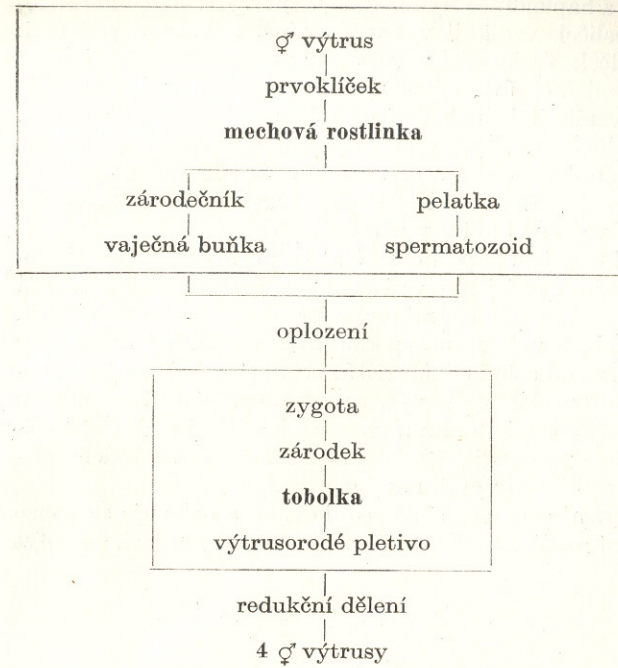 ⚥ výtrus
prvoklíček
mechová rostlinka
zárodečník pelatka
vaječná buňka spermatozoid
oplození
zygota
zárodek
tobolka
výtrusorodé pletivo
redukční dělení
4 ⚥ výtrusy